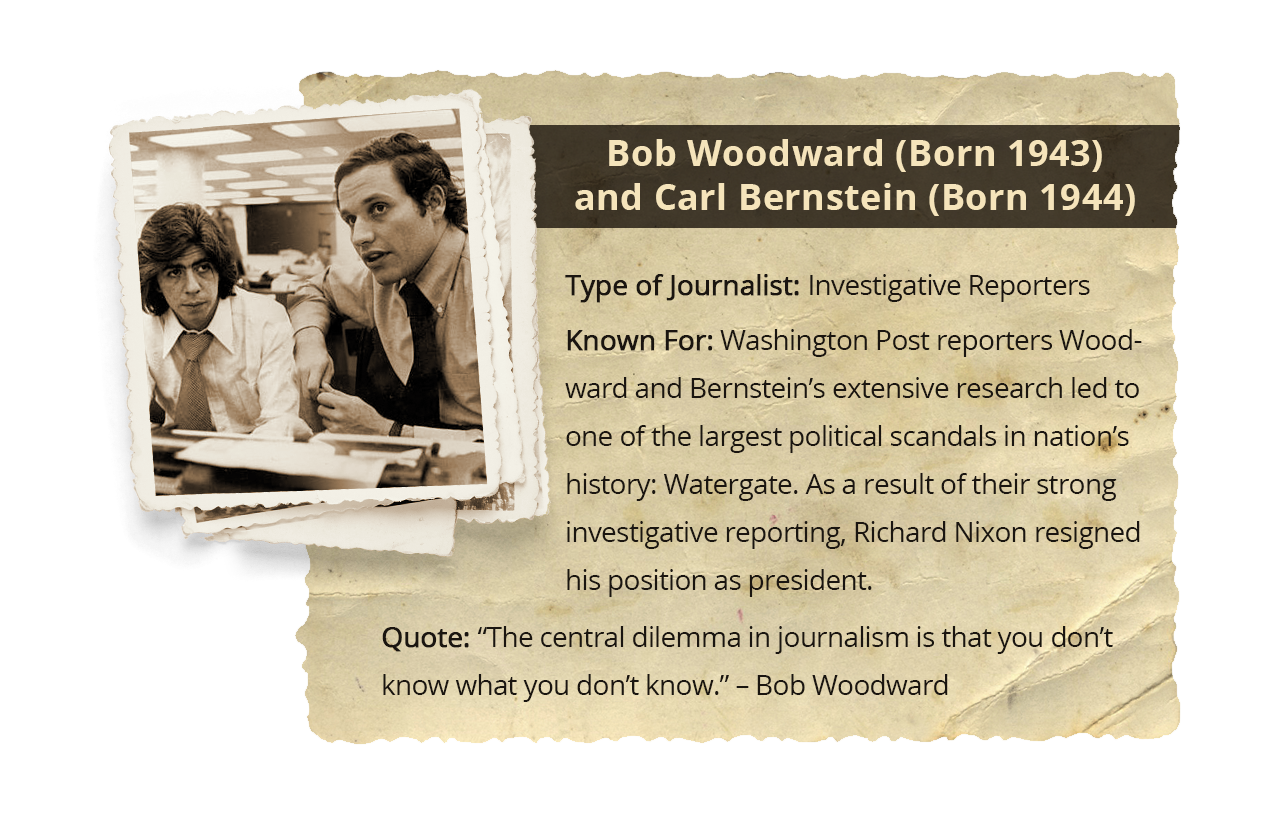 Bob Woodward (Born 1943)
and Carl Bernstein (Born 1944)
Type of Journalist: Investigative Reporters
Known For: Washington Post reporters Wood-
ward and Bernstein’s extensive research led to
one of the largest political scandals in nation’s
history: Watergate. As a result of their strong
investigative reporting, Richard Nixon resigned
his position as president.
Quote: “The central dilemma in journalism is that you don’t
know what you don’t know.” – Bob Woodward